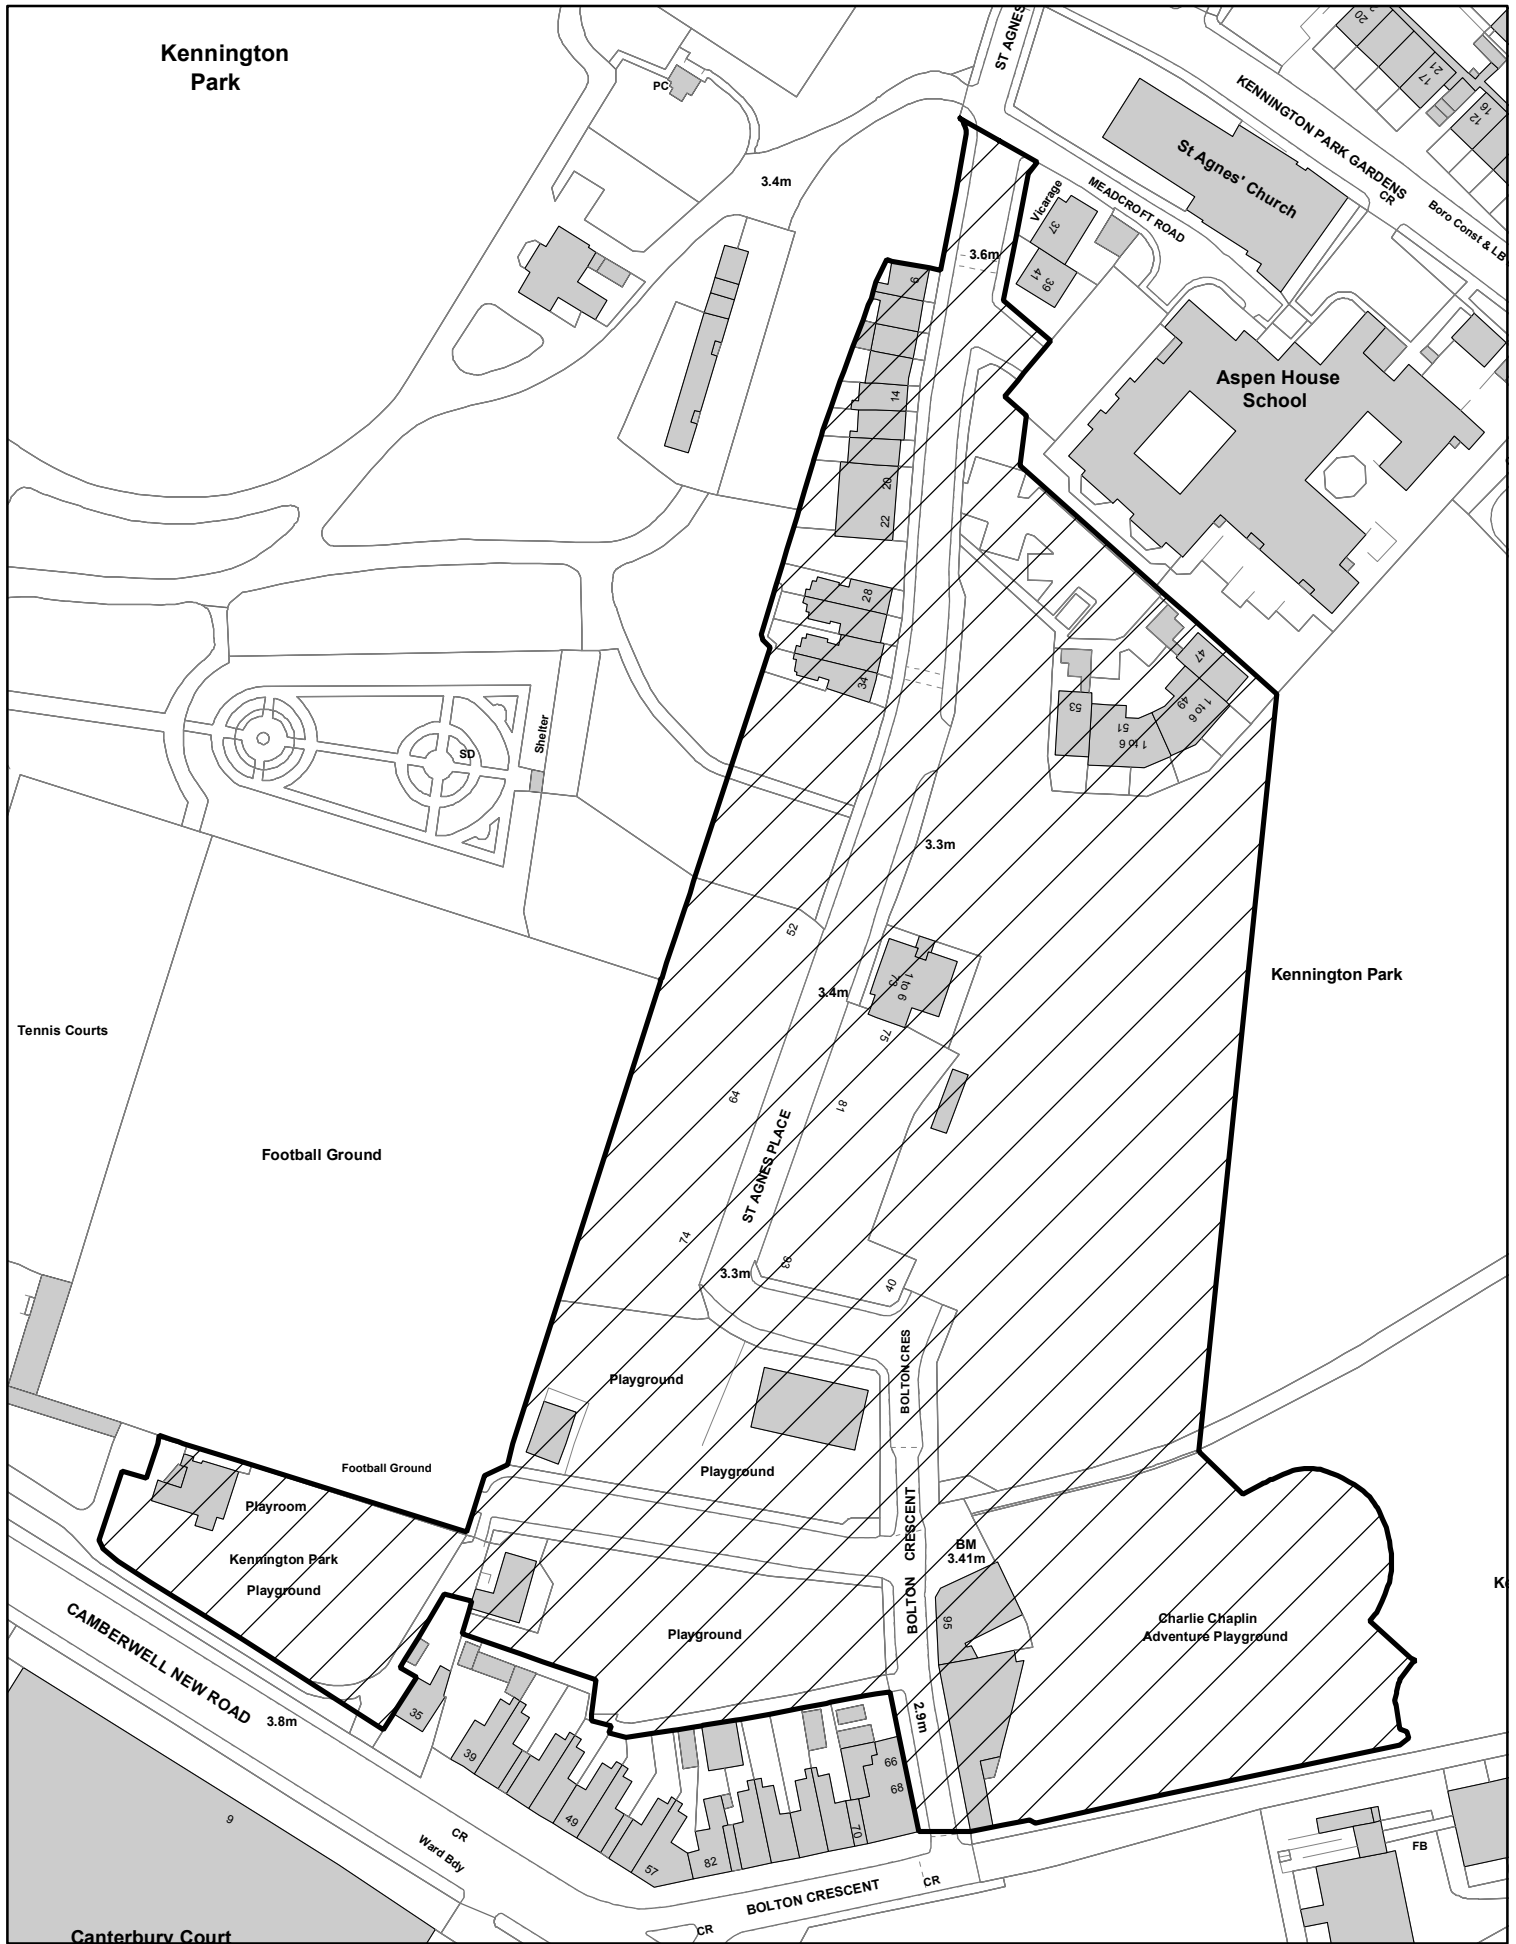 Kennington
Park
PC
3.4m
ST AGNES
KENNINGTON PARK GARDENS
CR
Boro Const & LB
20
21
17
16
12
St Agnes' Church
MEADCROFT ROAD
Vicarage
37
39
41
3.6m
Aspen House
School
6
14
20
22
28
34
47
49
1 to 6
51
1 to 6
53
SD
Shelter
3.3m
52
1 to 6
73
3.4m
75
Kennington Park
Tennis Courts
Football Ground
64
81
ST AGNES PLACE
74
93
3.3m
40
BOLTON CRES
Playground
Playground
Football Ground
Playroom
Kennington Park
Playground
BOLTON CRESCENT
BM
3.41m
95
Playground
Charlie Chaplin
Adventure Playground
CAMBERWELL NEW ROAD
3.8m
35
39
49
57
82
70
66
68
2.9m
9
CR
Ward Bdy
BOLTON CRESCENT
CR
CR
FB
Canterbury Court